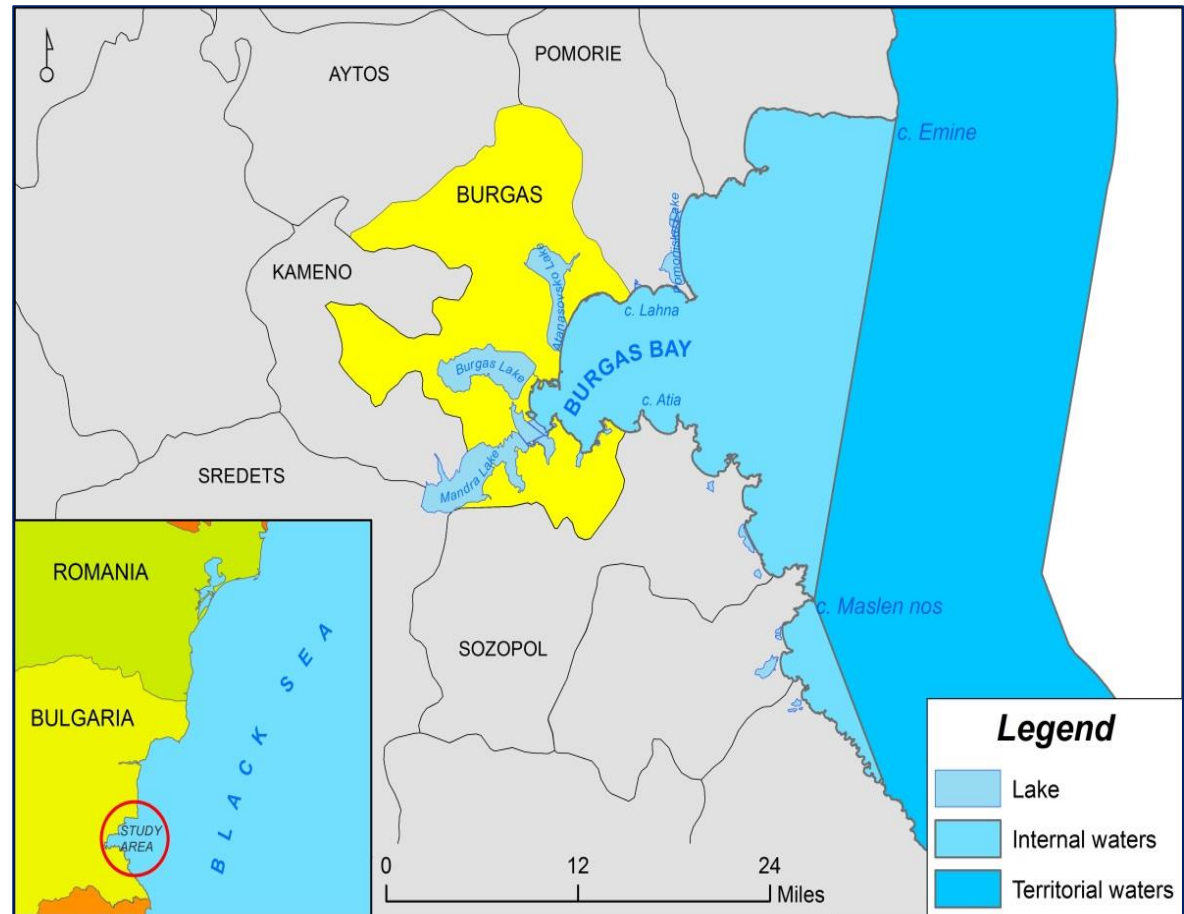 POMORIE
AYTOS
c. Emine
BURGAS
Pomoriisko Lake
Atanasovsko Lake
KAMENO
c. Lahna
BURGAS BAY
Burgas Lake
c. Atia
SREDETS
Mandra Lake
c. Maslen nos
SOZOPOL
ROMANIA
BULGARIA
BLACK SEA
STUDY
AREA
0 12 24
Miles
Legend
Lake
Internal waters
Territorial waters